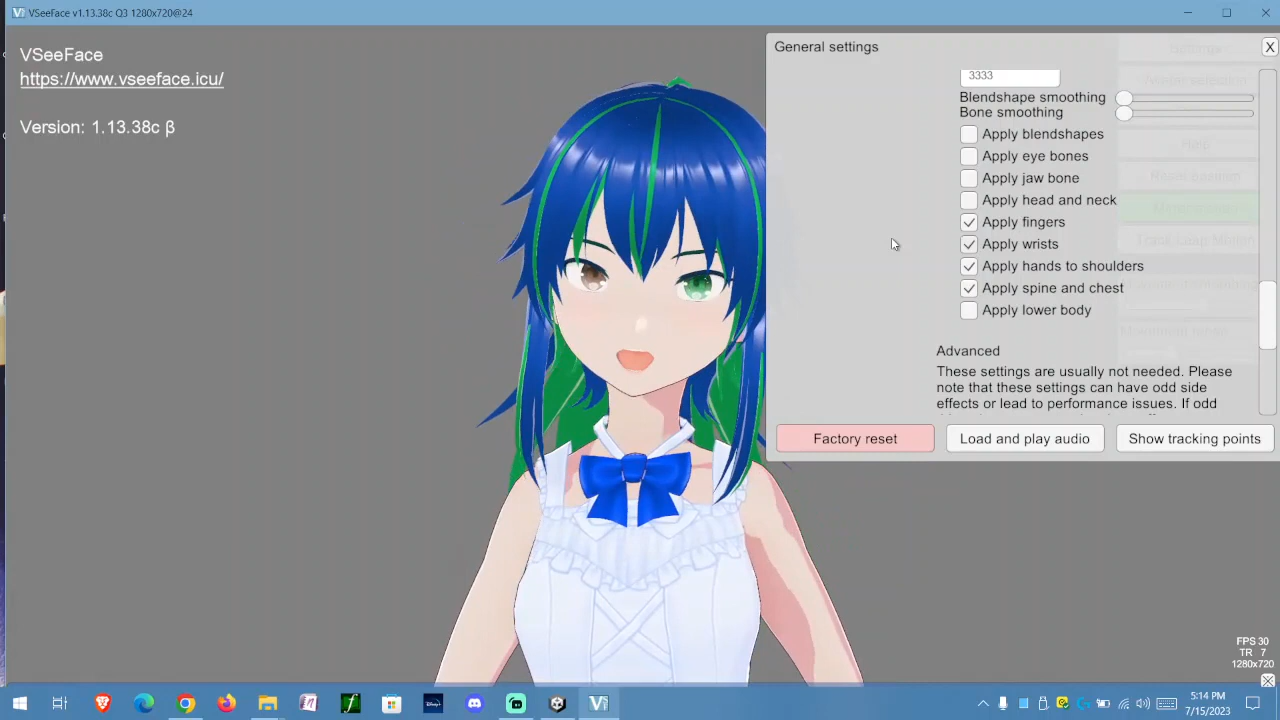 VSeeFace v1.13.38c Q3 1280x720@24
VSeeFace
https://www.vseeface.icu/
Version: 1.13.38c β
General settings
X
3333
Blendshape smoothing
Bone smoothing
Apply blendshapes
Apply eye bones
Apply jaw bone
Apply head and neck
Apply fingers
Apply wrists
Apply hands to shoulders
Apply spine and chest
Apply lower body
Advanced
These settings are usually not needed. Please
note that these settings can have odd side
effects or lead to performance issues. If odd
Factory reset
Load and play audio
Show tracking points
Settings
Help
FPS 30
TR 7
1280x720
5:14 PM
7/15/2023